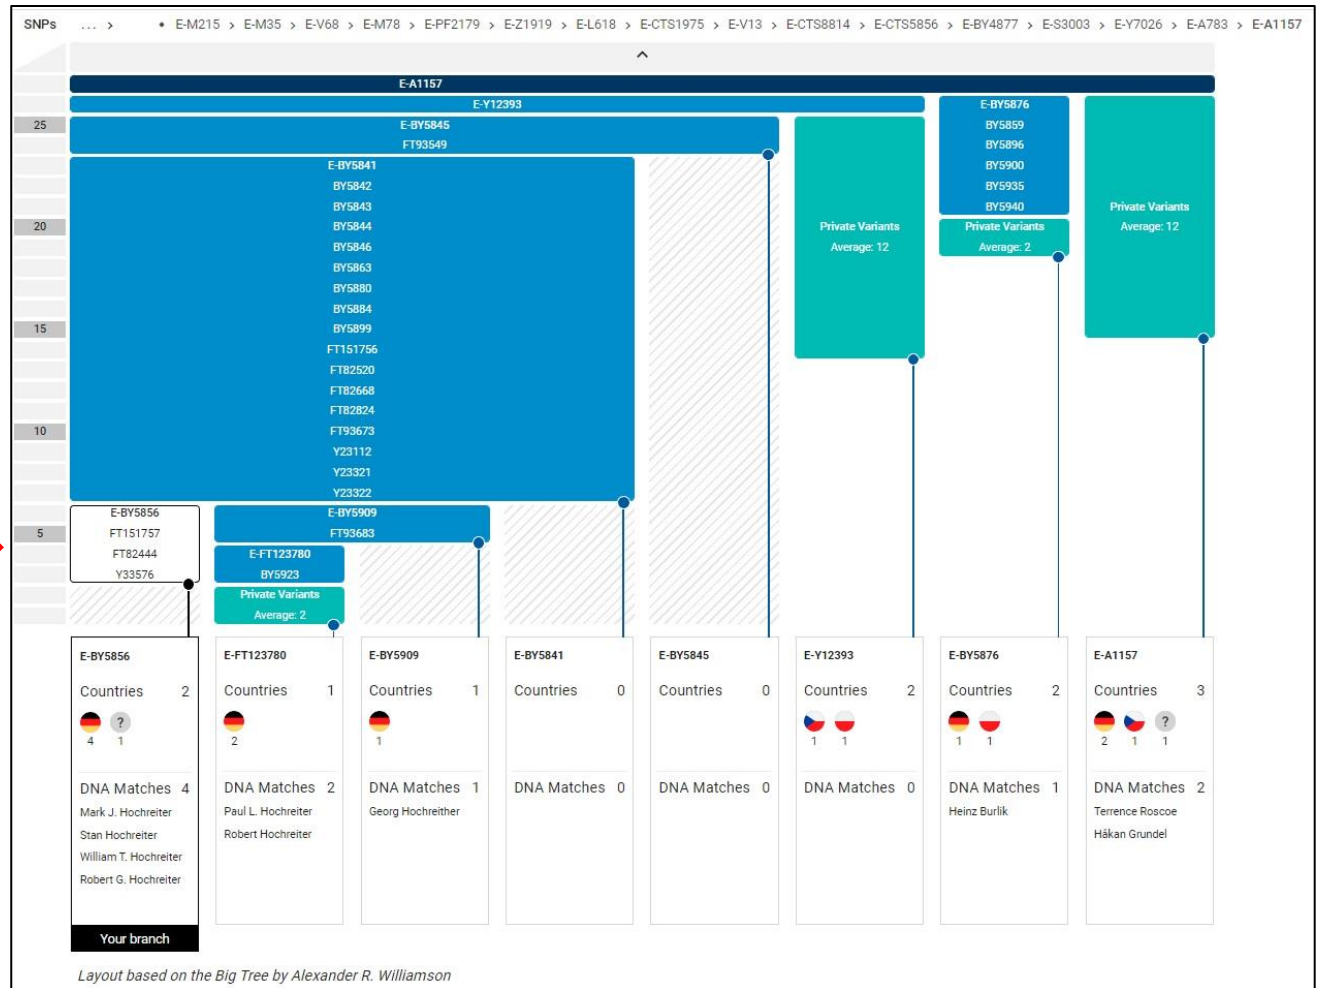 SNPs ... > • E-M215 > E-M35 > E-V68 > E-M78 > E-PF2179 > E-Z1919 > E-L618 > E-CTS1975 > E-V13 > E-CTS8814 > E-CTS5856 > E-BY4877 > E-S3003 > E-Y7026 > E-A783 > E-A1157
E-A1157
E-Y12393
E-BY5845
FT93549
E-BY5841
BY5842
BY5843
BY5844
BY5846
BY5863
BY5880
BY5884
BY5899
FT151756
FT82520
FT82668
FT82824
FT93673
Y23112
Y23321
Y23322
E-BY5856
FT151757
FT82444
Y33576
E-BY5909
FT93683
E-FT123780
BY5923
Private Variants
Average: 2
Private Variants
Average: 12
E-BY5876
BY5859
BY5896
BY5900
BY5935
BY5940
Private Variants
Average: 2
Private Variants
Average: 12
25
20
15
10
5
E-BY5856
Countries 2
?
4 1
DNA Matches 4
Mark J. Hochreiter
Stan Hochreiter
William T. Hochreiter
Robert G. Hochreiter
Your branch
E-FT123780
Countries 1
2
DNA Matches 2
Paul L. Hochreiter
Robert Hochreiter
E-BY5909
Countries 1
1
DNA Matches 1
Georg Hochreither
E-BY5841
Countries 0
DNA Matches 0
E-BY5845
Countries 0
DNA Matches 0
E-Y12393
Countries 2
1 1
DNA Matches 0
E-BY5876
Countries 2
1 1
DNA Matches 1
Heinz Burlik
E-A1157
Countries 3
?
2 1 1
DNA Matches 2
Terrence Roscoe
Håkan Grundel
Layout based on the Big Tree by Alexander R. Williamson